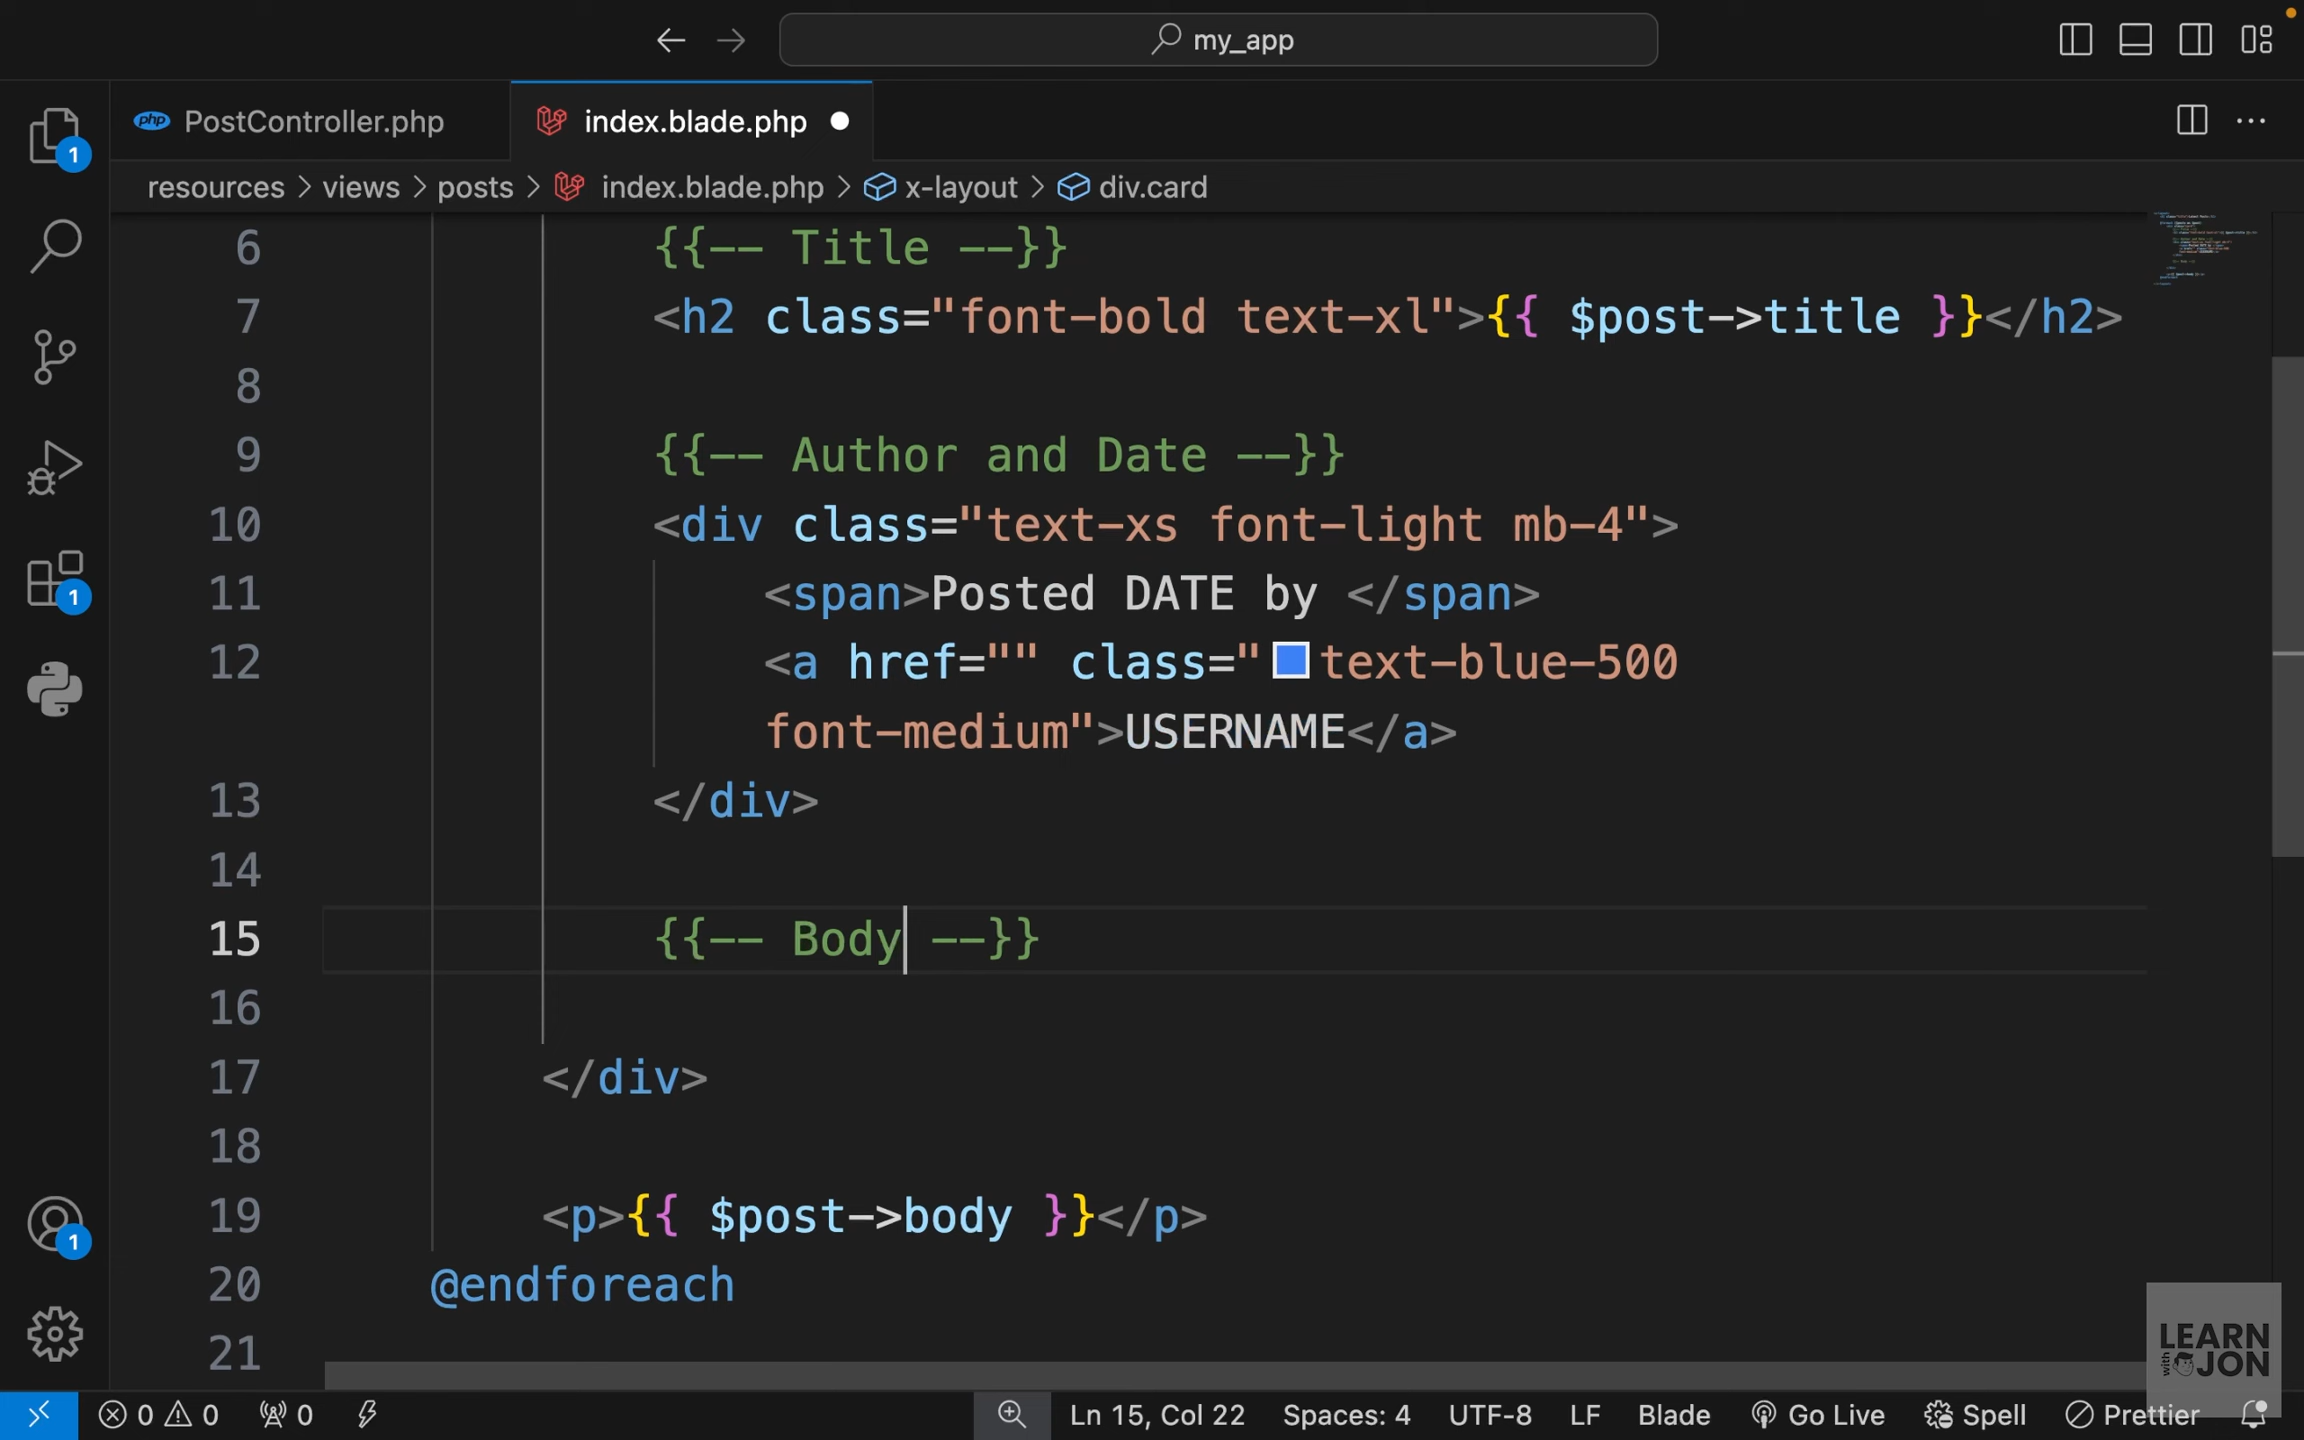 my_app
PostController.php
index.blade.php
resources > views > posts > index.blade.php > x-layout > div.card
6 {{-- Title --}}
7 <h2 class="font-bold text-xl">{{ $post->title }}</h2>
8
9 {{-- Author and Date --}}
10 <div class="text-xs font-light mb-4">
11 <span>Posted DATE by </span>
12 <a href="" class="text-blue-500
font-medium">USERNAME</a>
13 </div>
14
15 {{-- Body --}}
16
17 </div>
18
19 <p>{{ $post->body }}</p>
20 @endforeach
21
1
1
1
LEARN
with JON
0 0 0 Ln 15, Col 22 Spaces: 4 UTF-8 LF Blade Go Live Spell Prettier